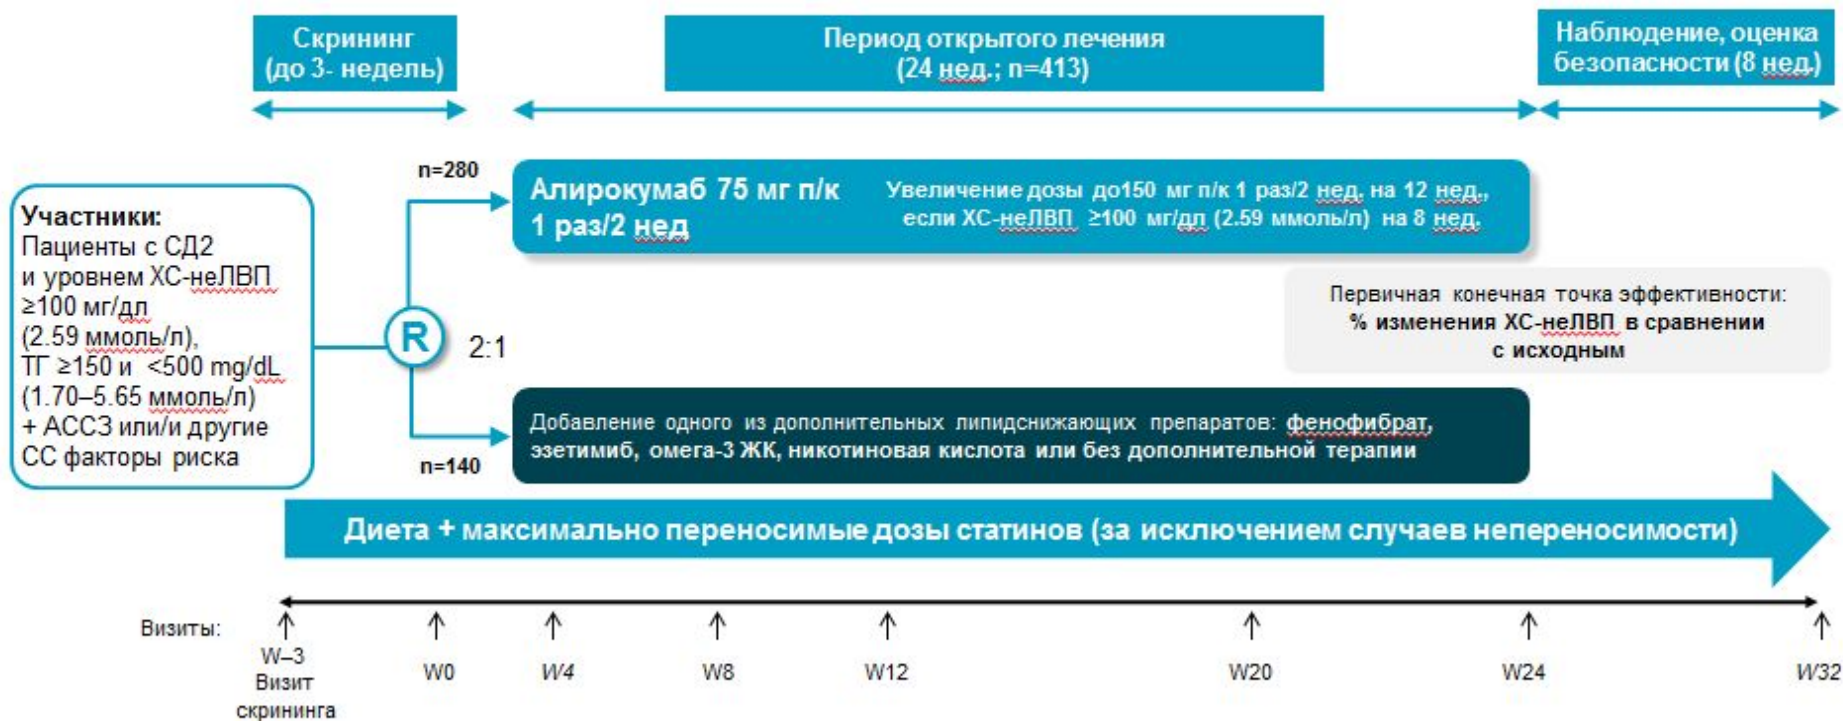 Скрининг
(до 3- недель)
Период открытого лечения
(24 нед.; n=413)
Наблюдение, оценка
безопасности (8 нед.)
n=280
Алирокумаб 75 мг п/к
1 раз/2 нед
Увеличение дозы до150 мг п/к 1 раз/2 нед. на 12 нед.,
если ХС-неЛВП ≥100 мг/дл (2.59 ммоль/л) на 8 нед.
Участники:
Пациенты с СД2
и уровнем ХС-неЛВП
≥100 мг/дл
(2.59 ммоль/л),
ТГ ≥150 и <500 mg/dL
(1.70–5.65 ммоль/л)
+ АССЗ или/и другие
СС факторы риска
R
2:1
Первичная конечная точка эффективности:
% изменения ХС-неЛВП в сравнении
с исходным
Добавление одного из дополнительных липидснижающих препаратов: фенофибрат,
эзетимиб, омега-3 ЖК, никотиновая кислота или без дополнительной терапии
n=140
Диета + максимально переносимые дозы статинов (за исключением случаев непереносимости)
Визиты:
W–3
Визит
скрининга
W0
W4
W8
W12
W20
W24
W32